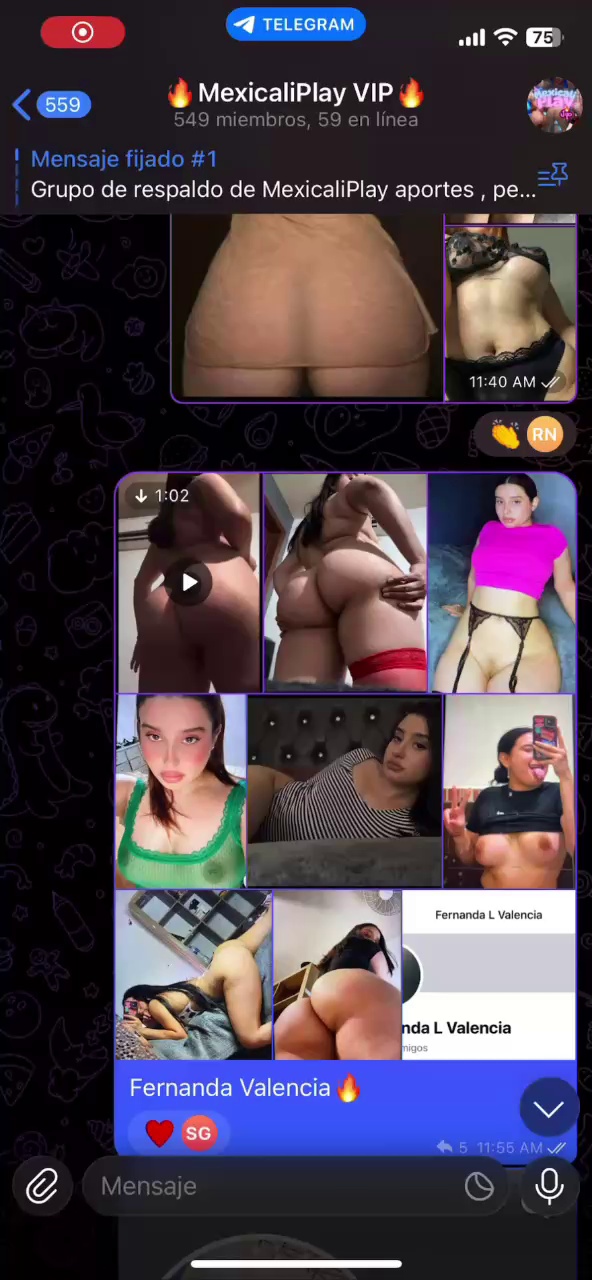 TELEGRAM
75
559
🔥MexicaliPlay VIP🔥
549 miembros, 59 en línea
Mensaje fijado #1
Grupo de respaldo de MexicaliPlay aportes , pe...
11:40 AM
👏 RN
1:02
Fernanda L Valencia
nda L Valencia
migos
Fernanda Valencia🔥
❤️ SG
5 11:55 AM
Mensaje